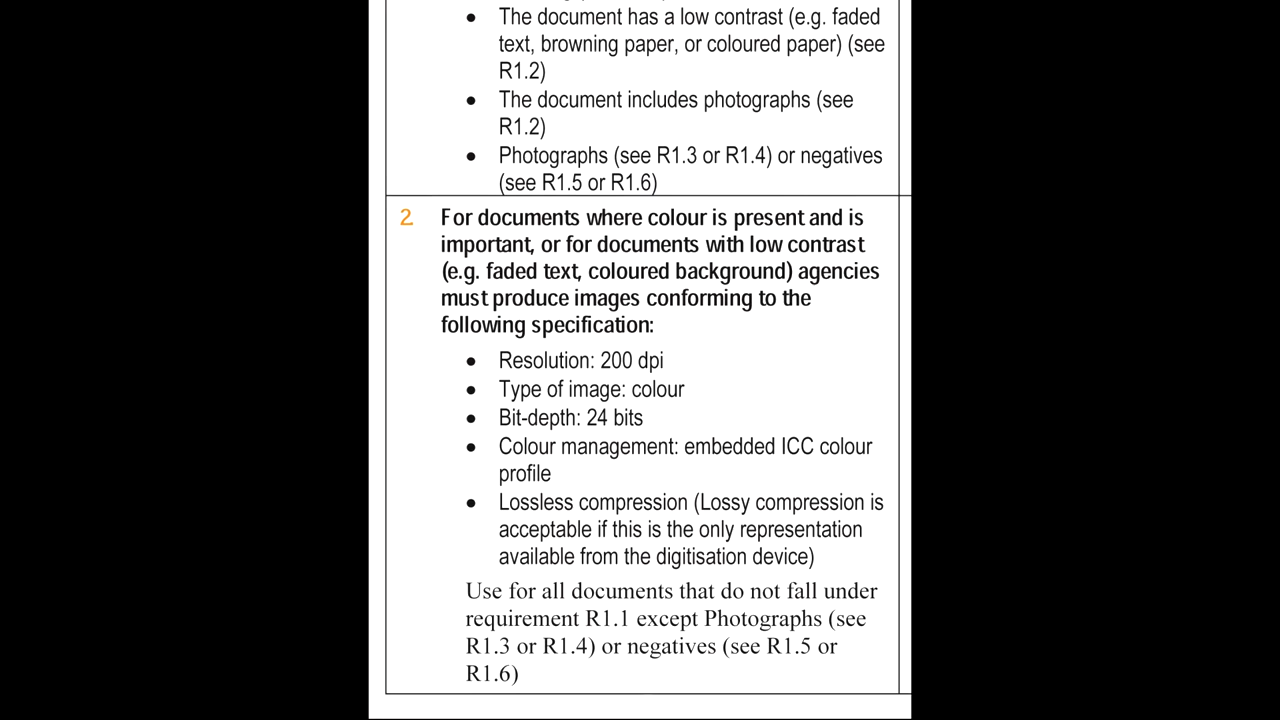 • The document has a low contrast (e.g. faded
text, browning paper, or coloured paper) (see
R1.2)
• The document includes photographs (see
R1.2)
• Photographs (see R1.3 or R1.4) or negatives
(see R1.5 or R1.6)
2 For documents where colour is present and is
important, or for documents with low contrast
(e.g. faded text, coloured background) agencies
must produce images conforming to the
following specification:
• Resolution: 200 dpi
• Type of image: colour
• Bit-depth: 24 bits
• Colour management: embedded ICC colour
profile
• Lossless compression (Lossy compression is
acceptable if this is the only representation
available from the digitisation device)
Use for all documents that do not fall under
requirement R1.1 except Photographs (see
R1.3 or R1.4) or negatives (see R1.5 or
R1.6)